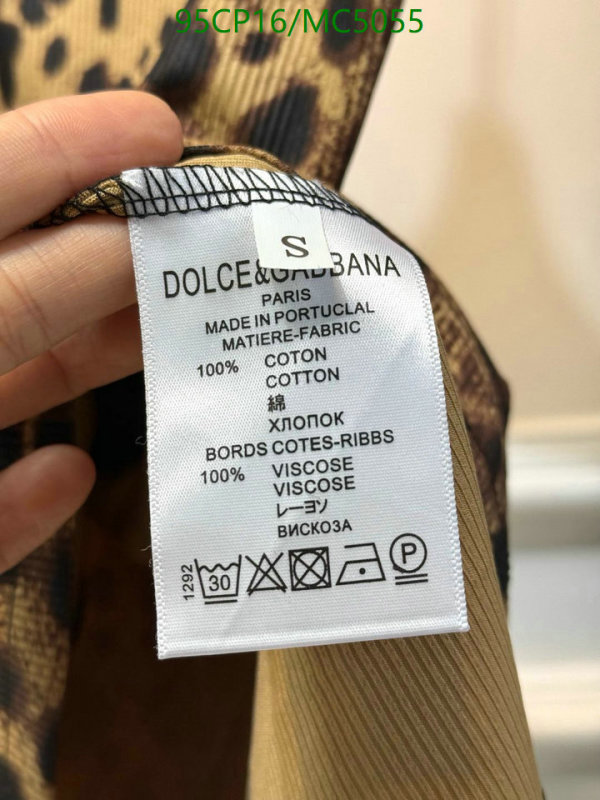 95CP16/MC5055
S
DOLCE&GABBANA
PARIS
MADE IN PORTUCLAL
MATIERE-FABRIC
100% COTON
COTTON
綿
ХЛОПОК
BORDS COTES-RIBBS
100% VISCOSE
VISCOSE
レーヨン
ВИСКОЗА
1292
30
P